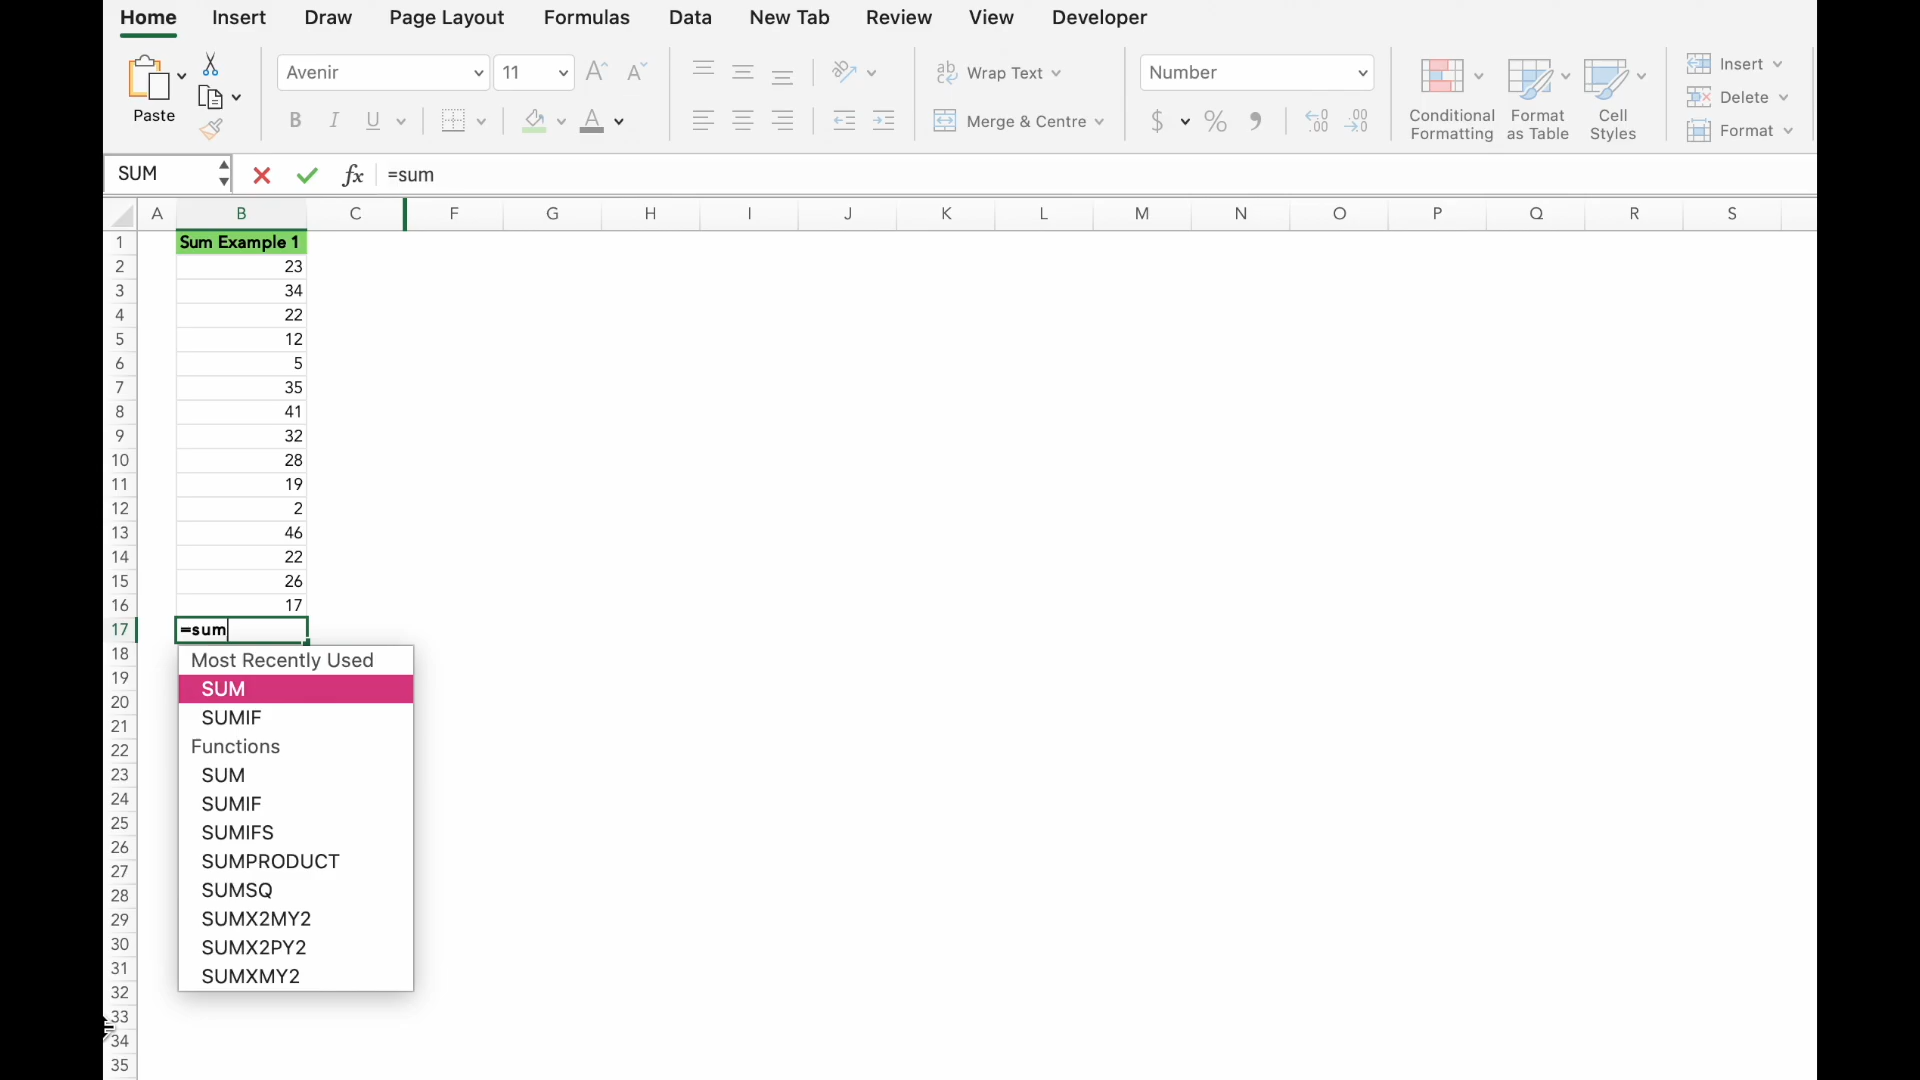 Home Insert Draw Page Layout Formulas Data New Tab Review View Developer
Paste
Avenir 11
B I U A
ab Wrap Text
Merge & Centre
Number
$ % 9 .00 .00
Conditional Formatting
Format as Table
Cell Styles
Insert
Delete
Format
SUM fx =sum
A B C F G H I J K L M N O P Q R S
1 Sum Example 1
2 23
3 34
4 22
5 12
6 5
7 35
8 41
9 32
10 28
11 19
12 2
13 46
14 22
15 26
16 17
17 =sum
18 Most Recently Used
19 SUM
20
21 SUMIF
22 Functions
23 SUM
24 SUMIF
25 SUMIFS
26
27 SUMPRODUCT
28 SUMSQ
29 SUMX2MY2
30 SUMX2PY2
31 SUMXMY2
32
33
34
35